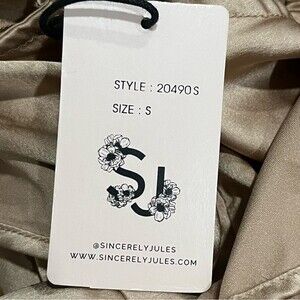 STYLE : 20490S
SIZE : S
SJ
@SINCERELYJULES
WWW.SINCERELYJULES.COM